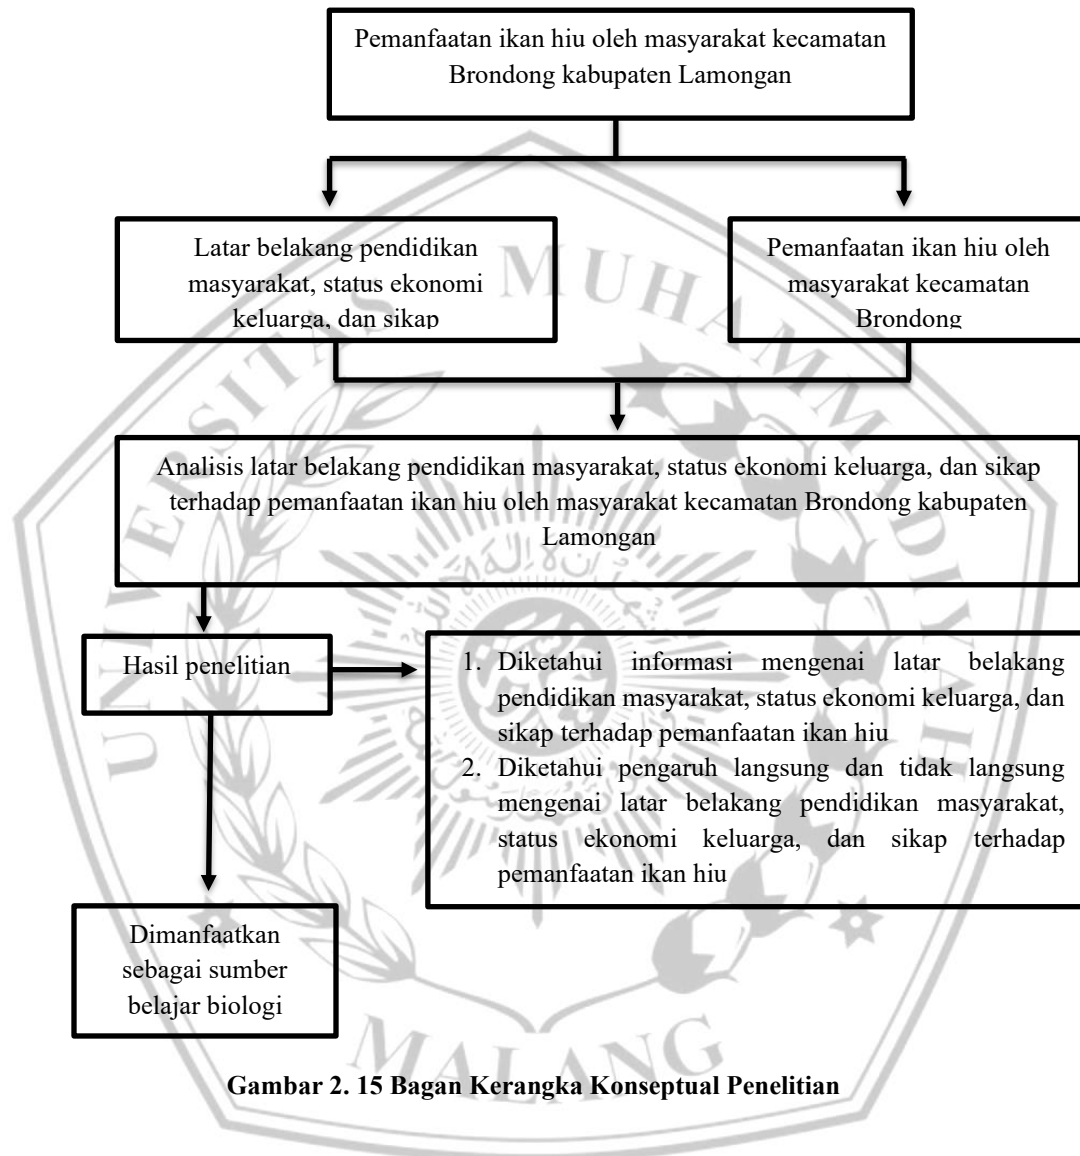 Pemanfaatan ikan hiu oleh masyarakat kecamatan
Brondong kabupaten Lamongan
Latar belakang pendidikan
masyarakat, status ekonomi
keluarga, dan sikap
Pemanfaatan ikan hiu oleh
masyarakat kecamatan
Brondong
Analisis latar belakang pendidikan masyarakat, status ekonomi keluarga, dan sikap
terhadap pemanfaatan ikan hiu oleh masyarakat kecamatan Brondong kabupaten
Lamongan
Hasil penelitian
1. Diketahui informasi mengenai latar belakang
pendidikan masyarakat, status ekonomi keluarga, dan
sikap terhadap pemanfaatan ikan hiu
2. Diketahui pengaruh langsung dan tidak langsung
mengenai latar belakang pendidikan masyarakat,
status ekonomi keluarga, dan sikap terhadap
pemanfaatan ikan hiu
Dimanfaatkan
sebagai sumber
belajar biologi
Gambar 2. 15 Bagan Kerangka Konseptual Penelitian
UNIVERSITAS MUHAMMADIYAH
MALANG